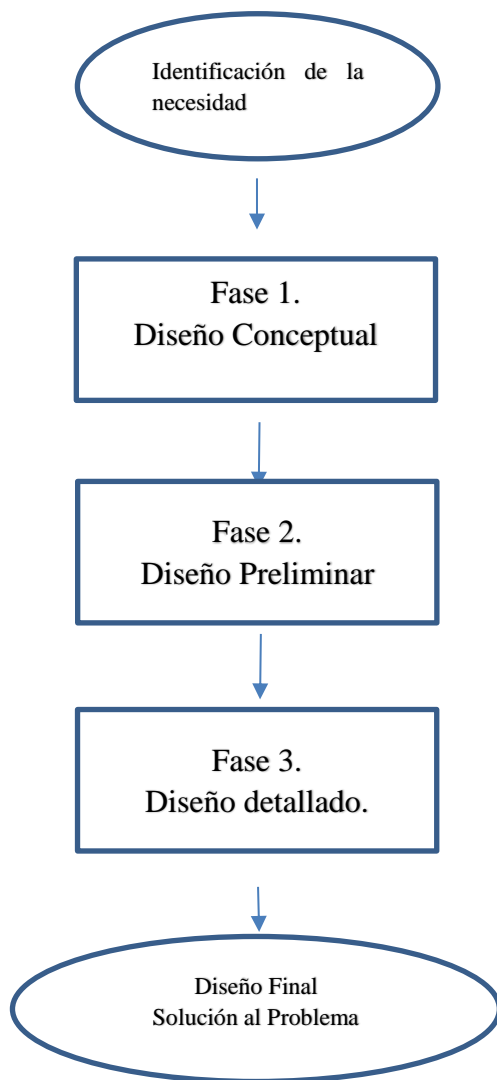 Identificación de la
necesidad
Fase 1.
Diseño Conceptual
Fase 2.
Diseño Preliminar
Fase 3.
Diseño detallado.
Diseño Final
Solución al Problema